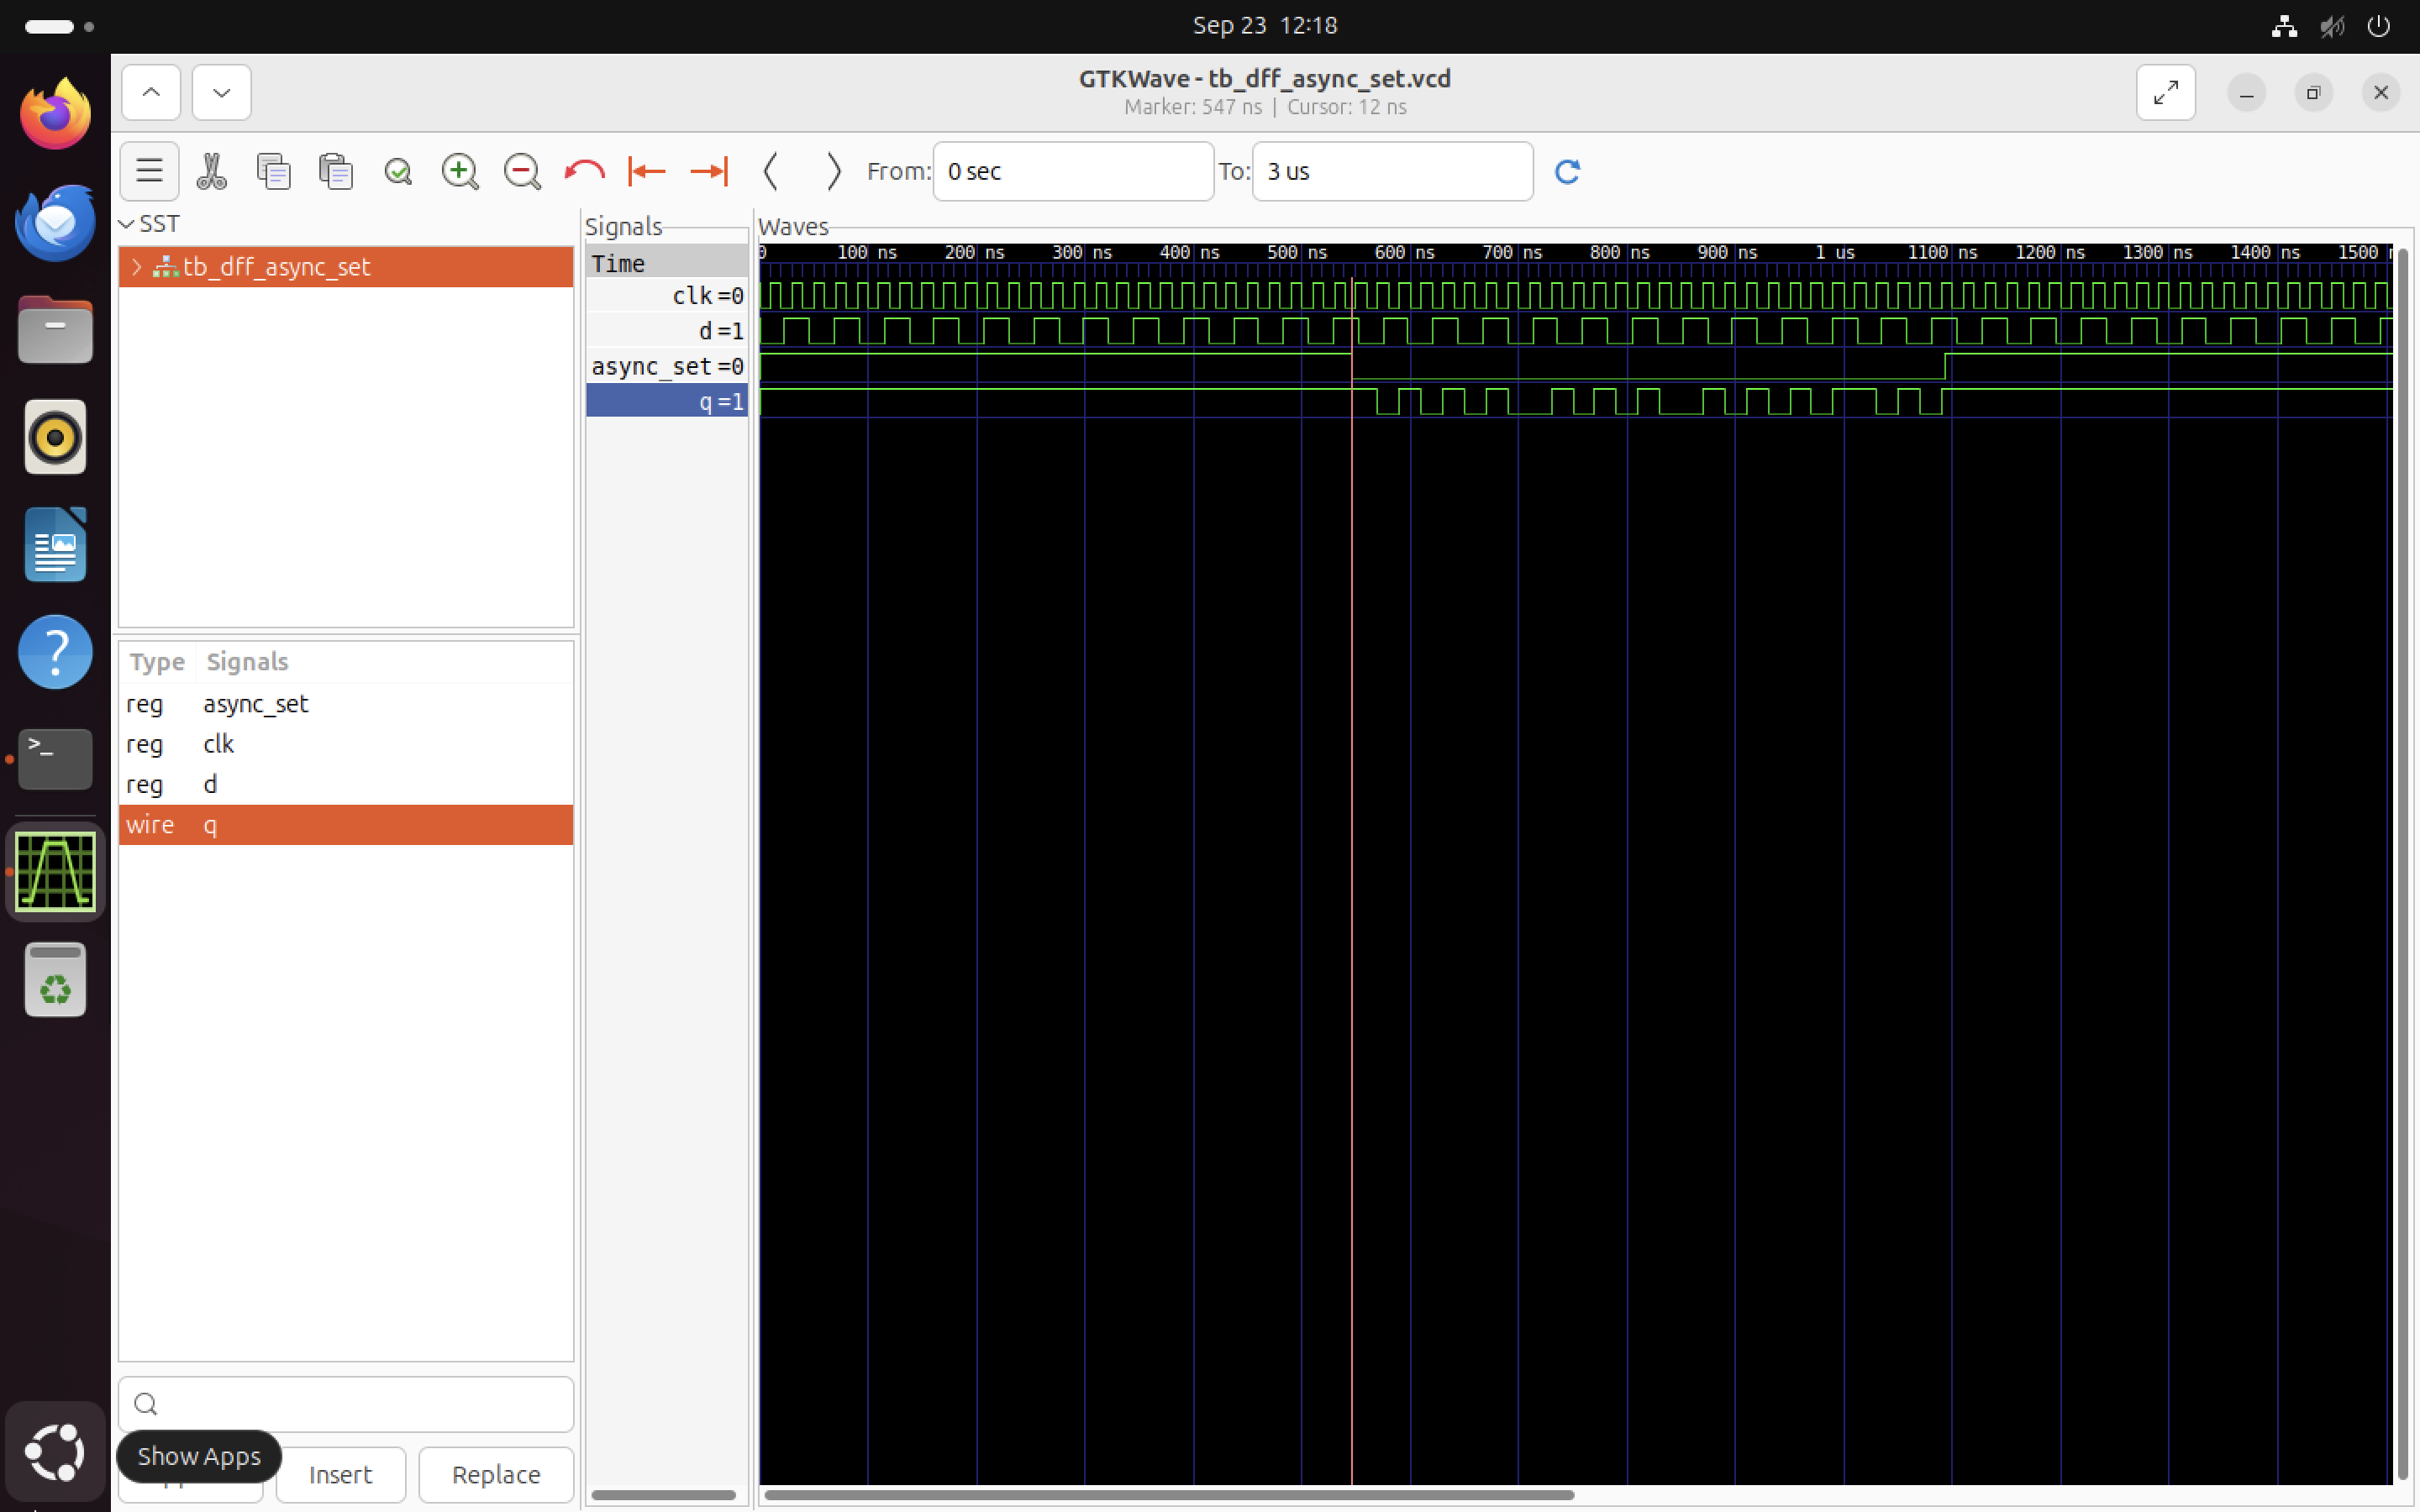 Sep 23 12:18
GTKWave - tb_dff_async_set.vcd
Marker: 547 ns | Cursor: 12 ns
From: 0 sec To: 3 us
SST
tb_dff_async_set
Type Signals
reg async_set
reg clk
reg d
wire q
Show Apps
Insert
Replace
Signals
Time
clk =0
d =1
async_set =0
q =1
Waves
0 100 ns 200 ns 300 ns 400 ns 500 ns 600 ns 700 ns 800 ns 900 ns 1 us 1100 ns 1200 ns 1300 ns 1400 ns 1500